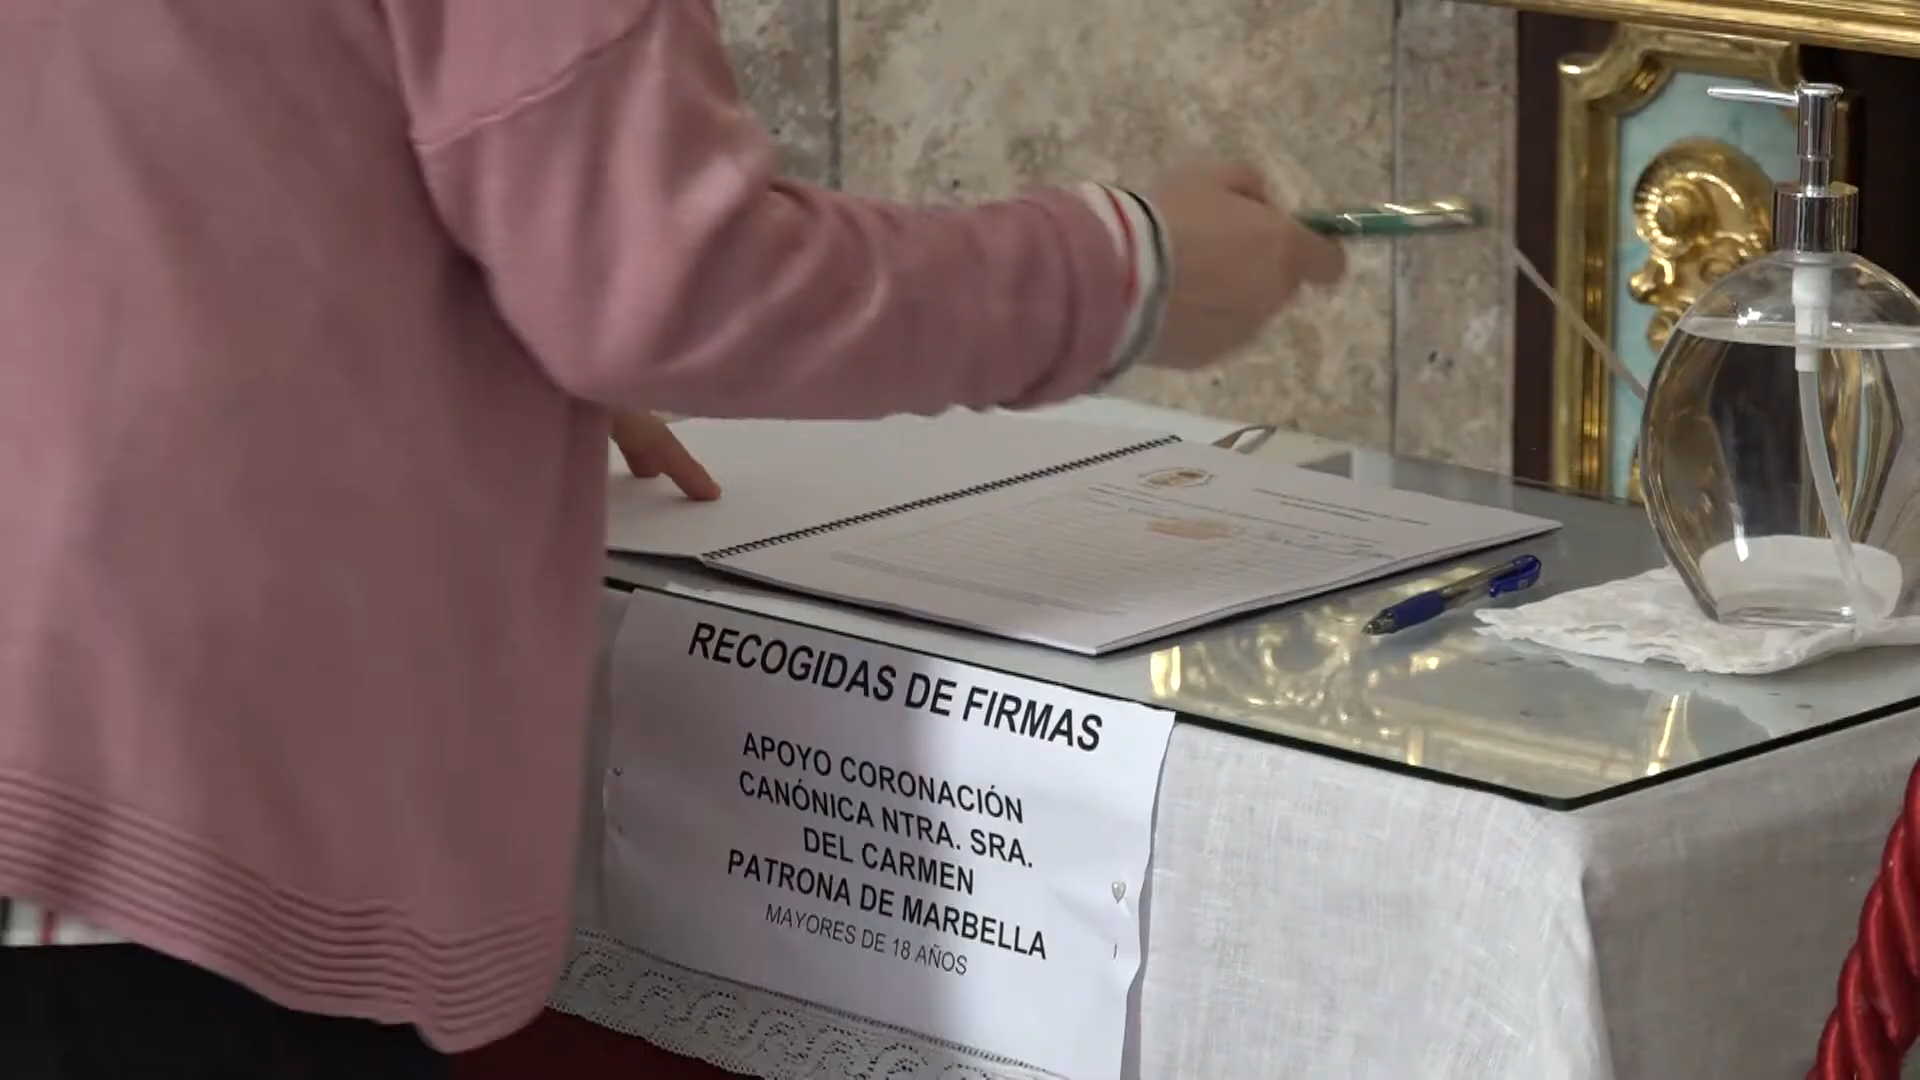 RECOGIDAS DE FIRMAS
APOYO CORONACIÓN
CANÓNICA NTRA. SRA.
DEL CARMEN
PATRONA DE MARBELLA
MAYORES DE 18 AÑOS